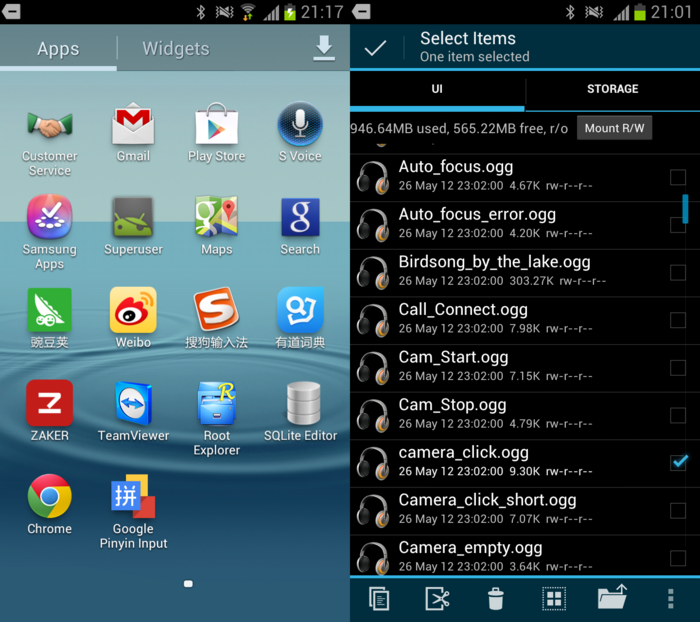 21:17
Apps
Widgets
Customer
Service
Gmail
Play Store
S Voice
Samsung
Apps
Superuser
Maps
Search
豌豆荚
Weibo
搜狗输入法
有道词典
ZAKER
TeamViewer
Root
Explorer
SQLite Editor
Chrome
拼
Google
Pinyin Input
21:01
Select Items
One item selected
UI
STORAGE
946.64MB used, 565.22MB free, r/o
Mount R/W
Auto_focus.ogg
26 May 12 23:02:00 4.67K rw-r--r--
Auto_focus_error.ogg
26 May 12 23:02:00 4.20K rw-r--r--
Birdsong_by_the_lake.ogg
26 May 12 23:02:00 303.27K rw-r--r--
Call_Connect.ogg
26 May 12 23:02:00 7.98K rw-r--r--
Cam_Start.ogg
26 May 12 23:02:00 7.15K rw-r--r--
Cam_Stop.ogg
26 May 12 23:02:00 4.79K rw-r--r--
camera_click.ogg
26 May 12 23:02:00 9.30K rw-r--r--
Camera_click_short.ogg
26 May 12 23:02:00 7.07K rw-r--r--
Camera_empty.ogg
26 May 12 23:02:00 3.64K rw-r--r--